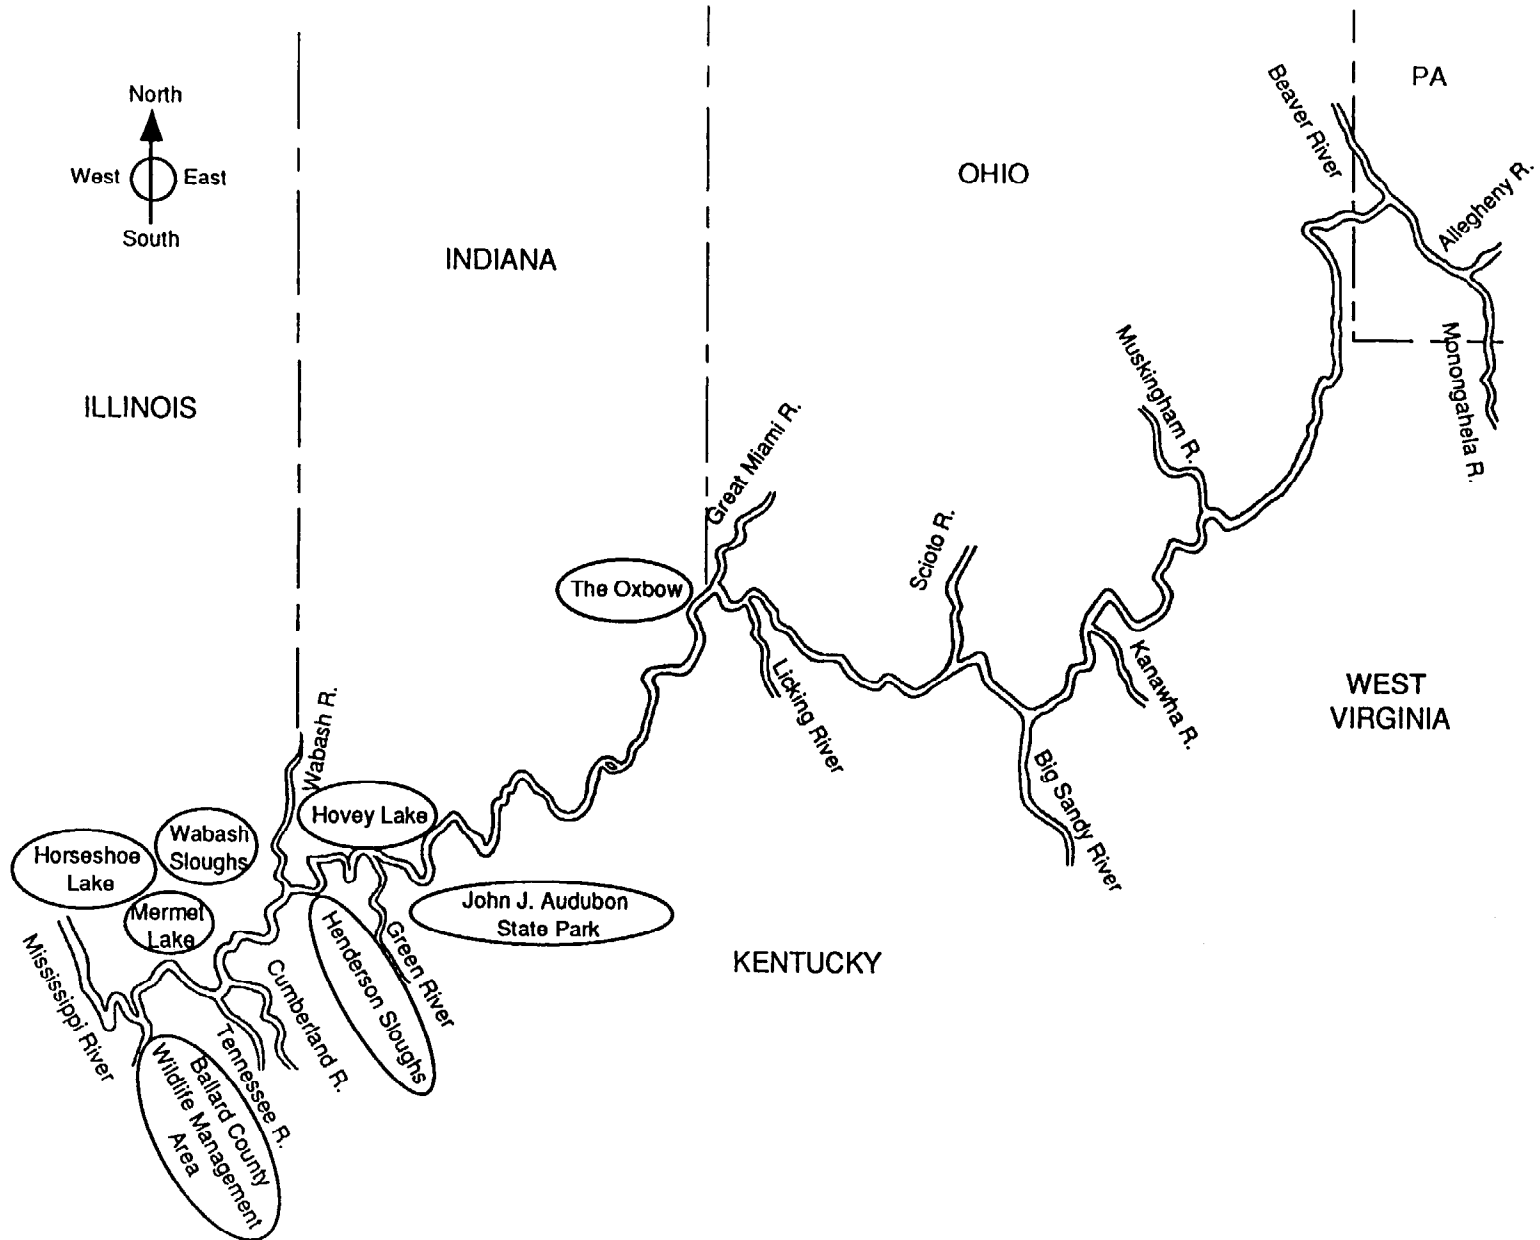 PA
Beaver River
North
West
East
South
OHIO
Allegheny R.
INDIANA
Muskingham R.
Monongahela R.
ILLINOIS
Great Miami R.
Scioto R.
The Oxbow
Licking River
Kanawha R.
WEST
VIRGINIA
Wabash R.
Big Sandy River
Hovey Lake
Wabash
Sloughs
Horseshoe
Lake
Mermet
Lake
John J. Audubon
State Park
Henderson Sloughs
Green River
KENTUCKY
Mississippi River
Cumberland R.
Tennessee R.
Ballard County
Wildlife Management
Area